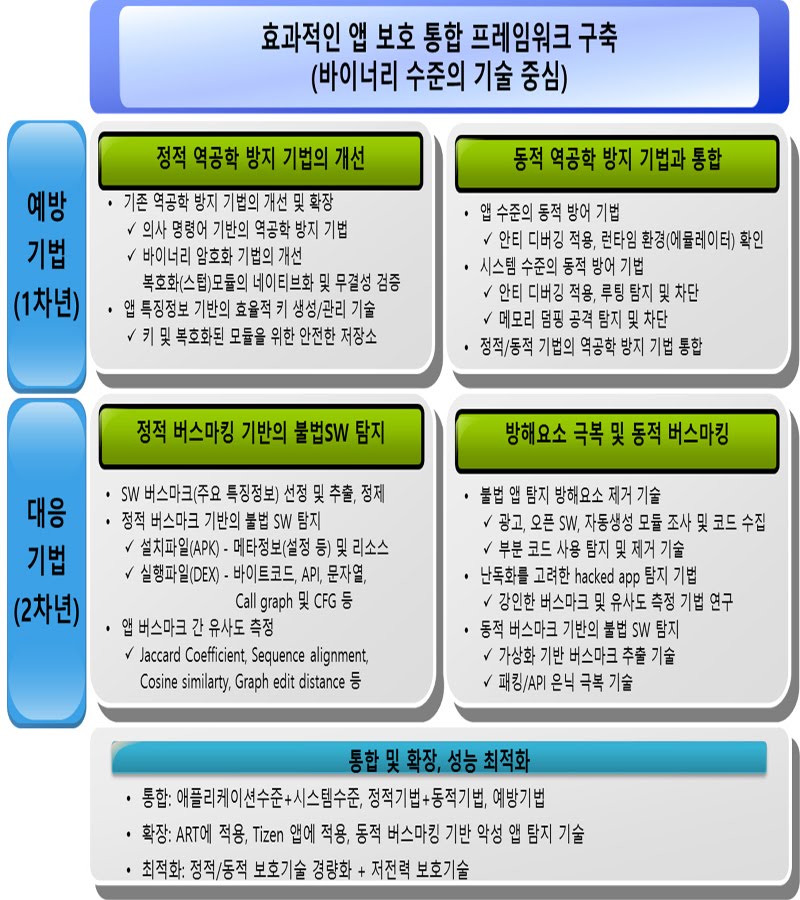 효과적인 앱 보호 통합 프레임워크 구축
(바이너리 수준의 기술 중심)
예방
기법
(1차년)
정적 역공학 방지 기법의 개선
• 기존 역공학 방지 기법의 개선 및 확장
✓ 의사 명령어 기반의 역공학 방지 기법
✓ 바이너리 암호화 기법의 개선
복호화(스텁)모듈의 네이티브화 및 무결성 검증
• 앱 특징정보 기반의 효율적 키 생성/관리 기술
✓ 키 및 복호화된 모듈을 위한 안전한 저장소
동적 역공학 방지 기법과 통합
• 앱 수준의 동적 방어 기법
✓ 안티 디버깅 적용, 런타임 환경(에뮬레이터) 확인
• 시스템 수준의 동적 방어 기법
✓ 안티 디버깅 적용, 루팅 탐지 및 차단
✓ 메모리 덤핑 공격 탐지 및 차단
• 정적/동적 기법의 역공학 방지 기법 통합
대응
기법
(2차년)
정적 버스마킹 기반의 불법SW 탐지
• SW 버스마크(주요 특징정보) 선정 및 추출, 정제
• 정적 버스마크 기반의 불법 SW 탐지
✓ 설치파일(APK) - 메타정보(설정 등) 및 리소스
✓ 실행파일(DEX) - 바이트코드, API, 문자열,
Call graph 및 CFG 등
• 앱 버스마크 간 유사도 측정
✓ Jaccard Coefficient, Sequence alignment,
Cosine similarty, Graph edit distance 등
방해요소 극복 및 동적 버스마킹
• 불법 앱 탐지 방해요소 제거 기술
✓ 광고, 오픈 SW, 자동생성 모듈 조사 및 코드 수집
✓ 부분 코드 사용 탐지 및 제거 기술
• 난독화를 고려한 hacked app 탐지 기법
✓ 강인한 버스마크 및 유사도 측정 기법 연구
• 동적 버스마크 기반의 불법 SW 탐지
✓ 가상화 기반 버스마크 추출 기술
✓ 패킹/API 은닉 극복 기술
통합 및 확장, 성능 최적화
• 통합: 애플리케이션수준+시스템수준, 정적기법+동적기법, 예방기법
• 확장: ART에 적용, Tizen 앱에 적용, 동적 버스마킹 기반 악성 앱 탐지 기술
• 최적화: 정적/동적 보호기술 경량화 + 저전력 보호기술